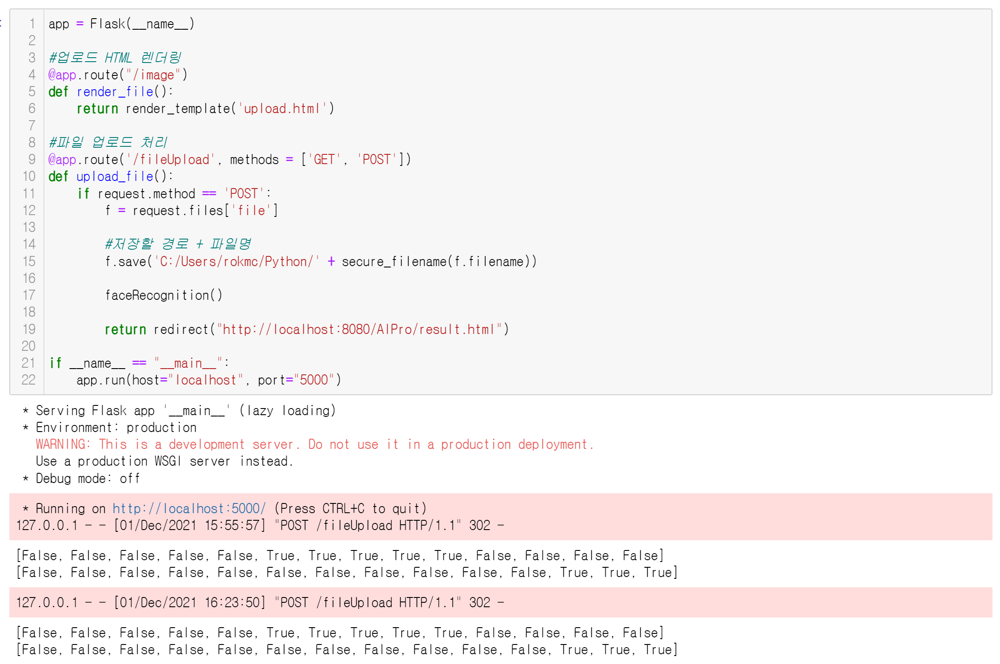 1 app = Flask(__name__)
2
3 #업로드 HTML 렌더링
4 @app.route("/image")
5 def render_file():
6     return render_template('upload.html')
7
8 #파일 업로드 처리
9 @app.route('/fileUpload', methods = ['GET', 'POST'])
10 def upload_file():
11     if request.method == 'POST':
12         f = request.files['file']
13
14         #저장할 경로 + 파일명
15         f.save('C:/Users/rokmc/Python/' + secure_filename(f.filename))
16
17         faceRecognition()
18
19         return redirect("http://localhost:8080/AIPro/result.html")
20
21 if __name__ == "__main__":
22     app.run(host="localhost", port="5000")
* Serving Flask app '__main__' (lazy loading)
* Environment: production
WARNING: This is a development server. Do not use it in a production deployment.
Use a production WSGI server instead.
* Debug mode: off
* Running on http://localhost:5000/ (Press CTRL+C to quit)
127.0.0.1 - - [01/Dec/2021 15:55:57] "POST /fileUpload HTTP/1.1" 302 -
[False, False, False, False, False, True, True, True, True, True, False, False, False, False]
[False, False, False, False, False, False, False, False, False, False, False, True, True, True]
127.0.0.1 - - [01/Dec/2021 16:23:50] "POST /fileUpload HTTP/1.1" 302 -
[False, False, False, False, False, True, True, True, True, True, False, False, False, False]
[False, False, False, False, False, False, False, False, False, False, False, True, True, True]